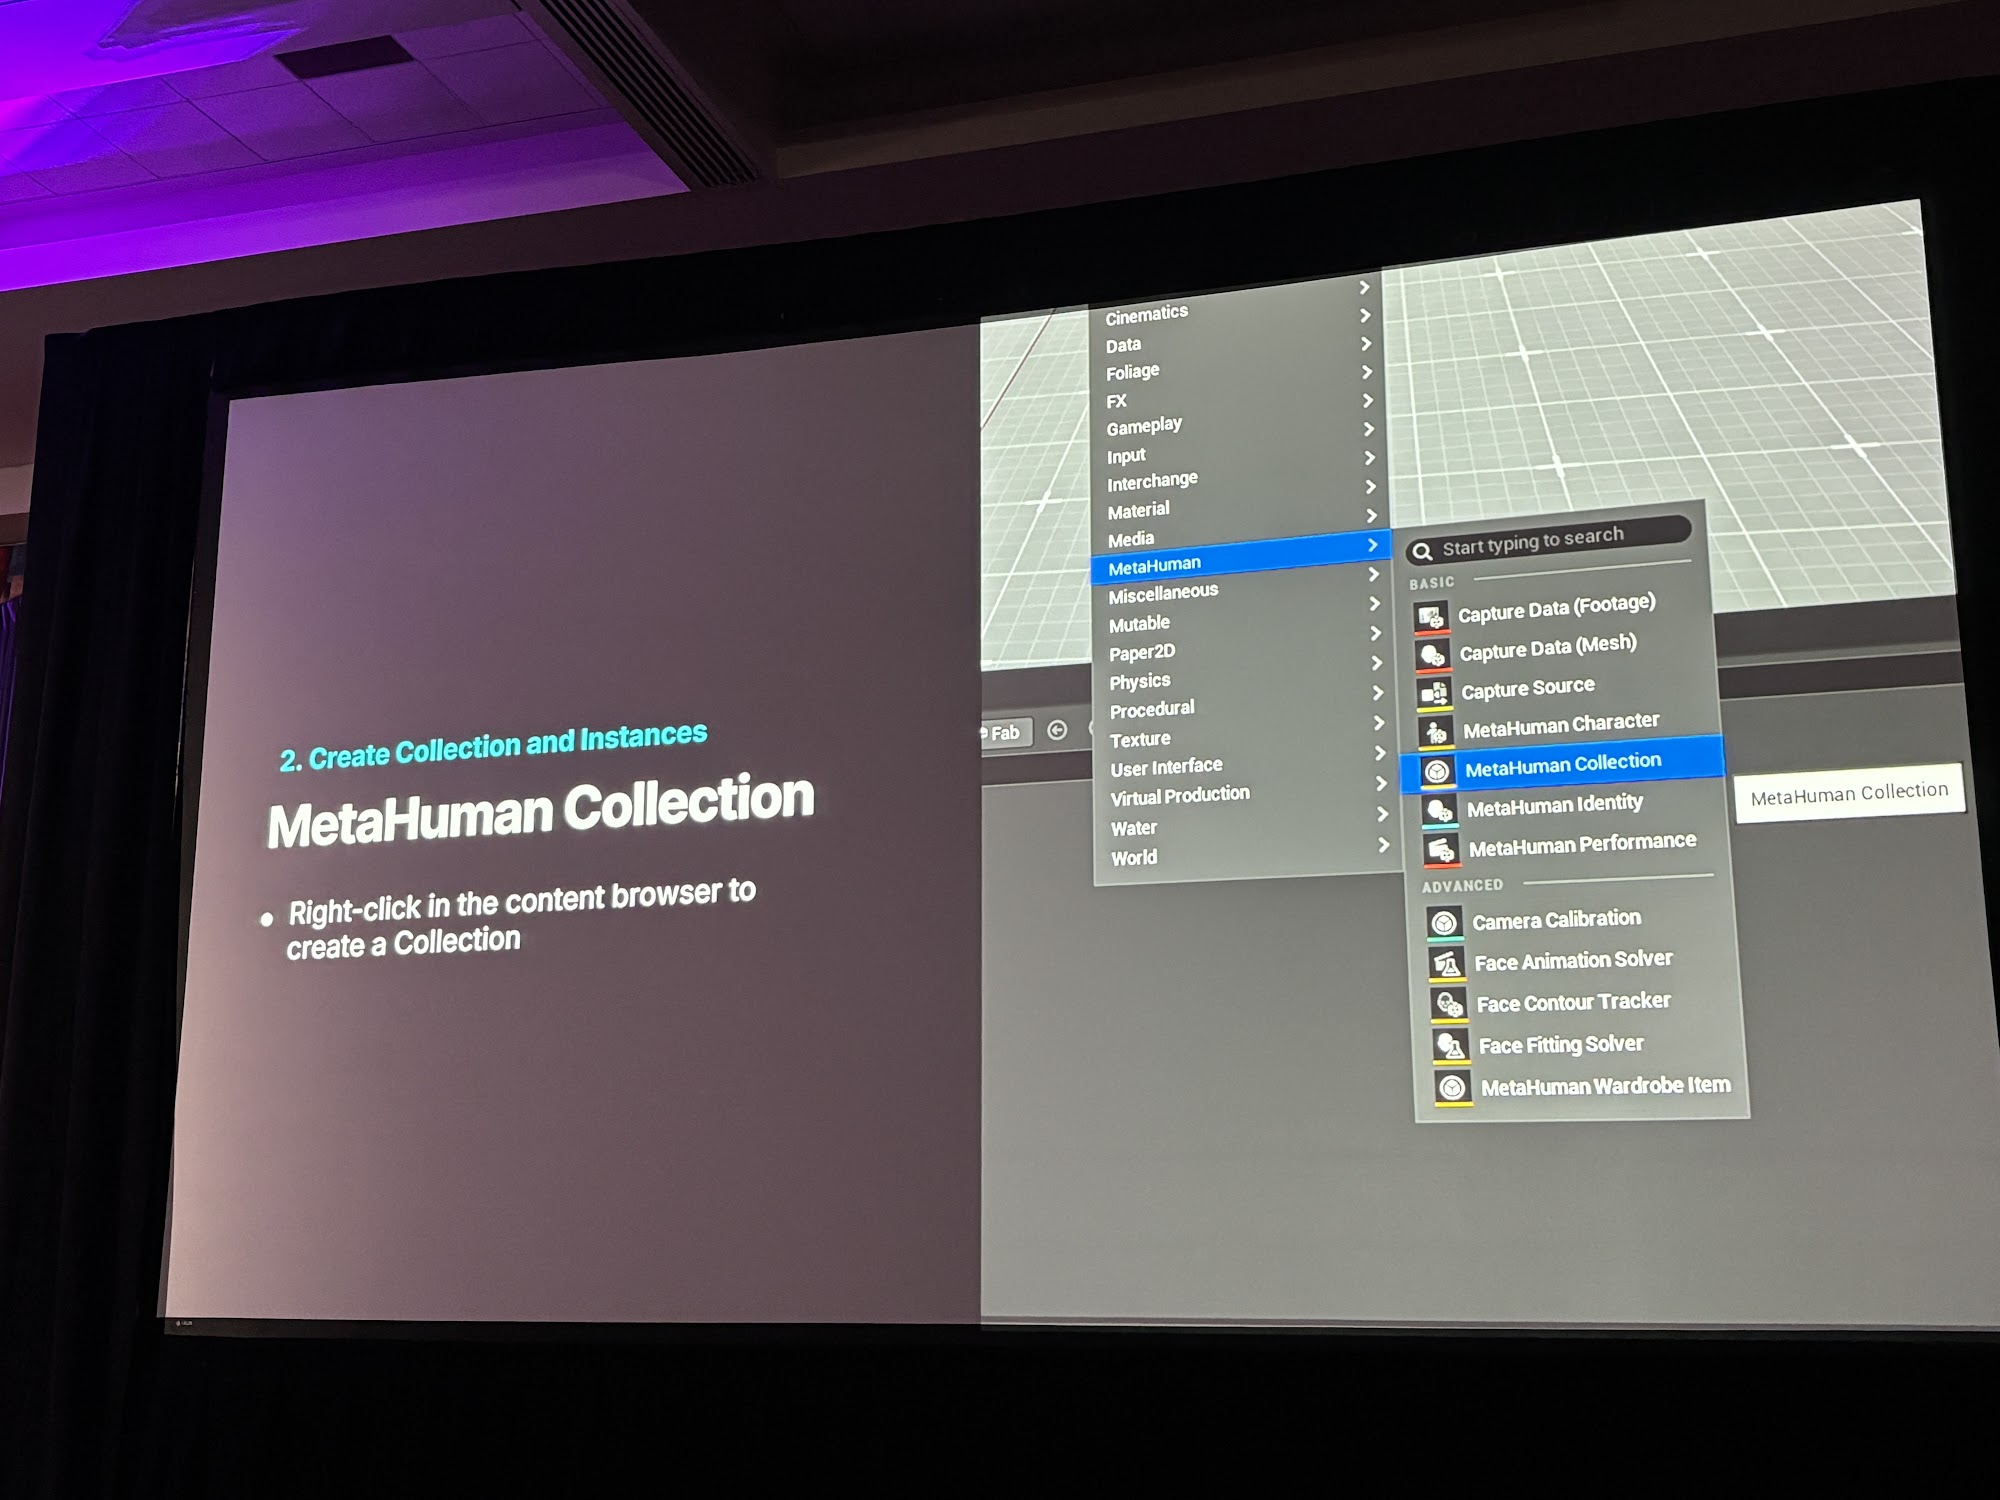 2. Create Collection and Instances
MetaHuman Collection
• Right-click in the content browser to
create a Collection
Cinematics
Data
Foliage
FX
Gameplay
Input
Interchange
Material
Media
MetaHuman
Miscellaneous
Mutable
Paper2D
Physics
Procedural
Texture
User Interface
Virtual Production
Water
World
Fab
Start typing to search
BASIC
Capture Data (Footage)
Capture Data (Mesh)
Capture Source
MetaHuman Character
MetaHuman Collection
MetaHuman Identity
MetaHuman Performance
ADVANCED
Camera Calibration
Face Animation Solver
Face Contour Tracker
Face Fitting Solver
MetaHuman Wardrobe Item
MetaHuman Collection